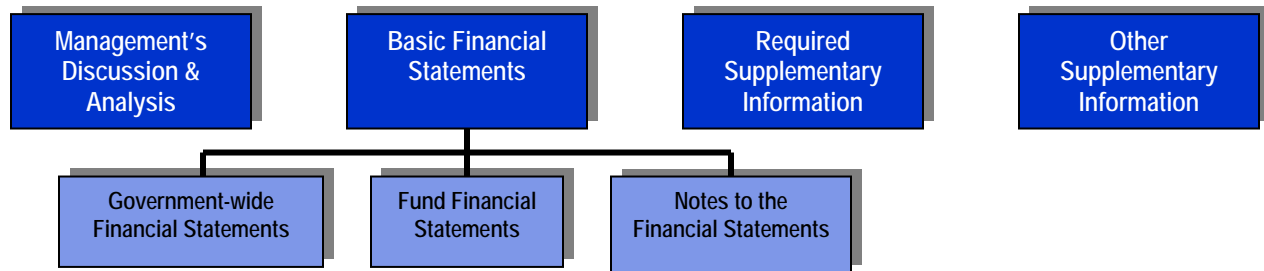 Management's
Discussion &
Analysis
Basic Financial
Statements
Required
Supplementary
Information
Other
Supplementary
Information
Government-wide
Financial Statements
Fund Financial
Statements
Notes to the
Financial Statements